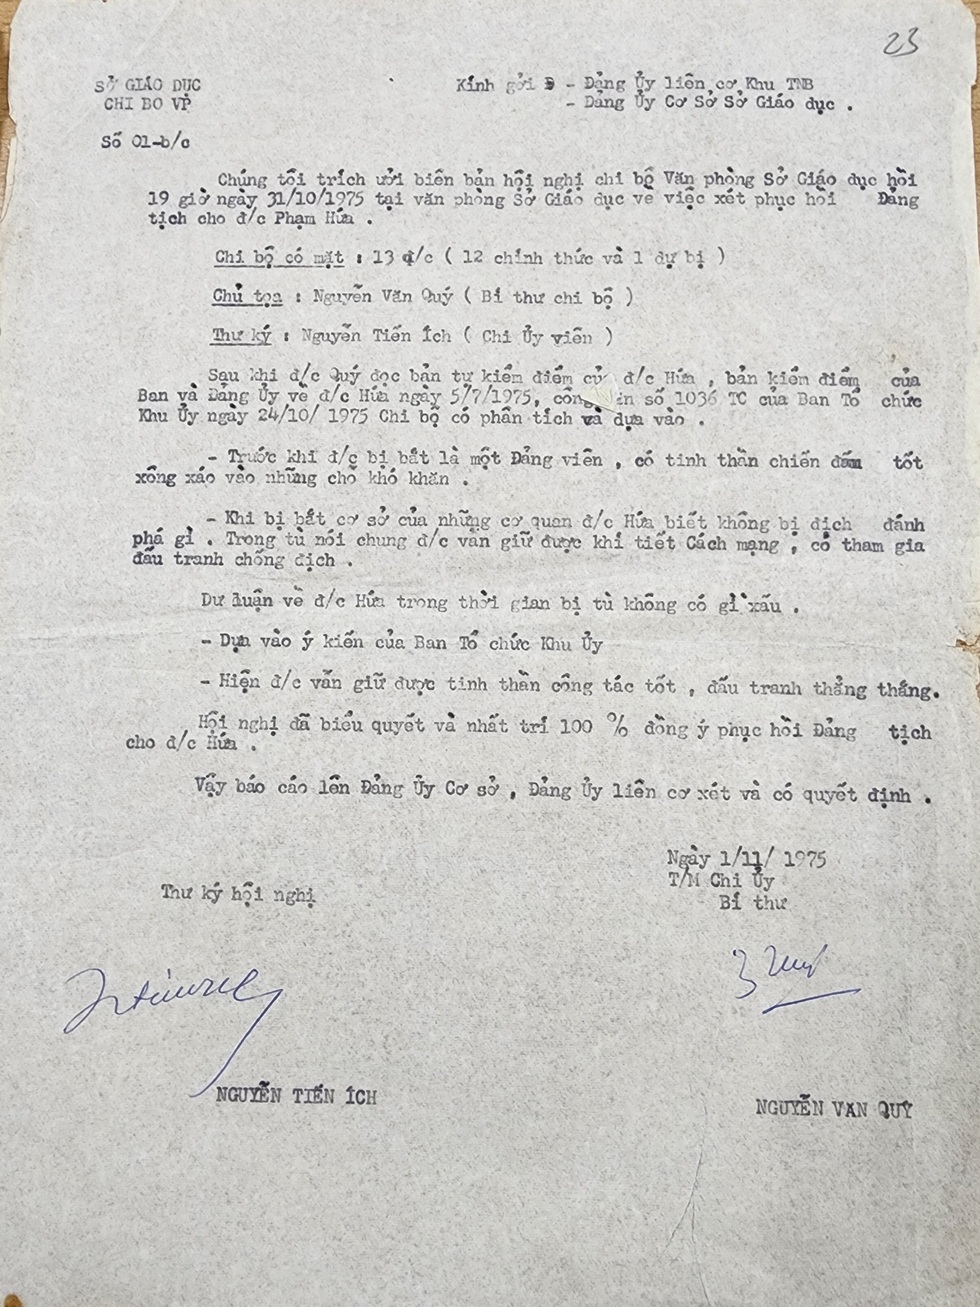 23
SỞ GIÁO DỤC
CHI BO VP
Số 01-b/c
Kính gởi Đ - Đảng Ủy liên cơ Khu TNB
- Đảng Ủy Cơ Sở Sở Giáo dục .
Chúng tôi trích ưởi biên bản hội nghị chi bộ Văn phòng Sở Giáo dục hồi
19 giờ ngày 31/10/1975 tại văn phòng Sở Giáo dục về việc xét phục hồi Đảng
tịch cho đ/c Phạm Hứa .
Chi bộ có mặt : 13 đ/c ( 12 chính thức và 1 dự bị )
Chủ tọa : Nguyễn Văn Quý ( Bí thư chi bộ )
Thư ký : Nguyễn Tiến Ích ( Chi Ủy viên )
Sau khi đ/c Quý đọc bản tự kiểm điểm của đ/c Hứa , bản kiểm điểm của
Ban và Đảng Ủy về đ/c Hứa ngày 5/7/1975, công số 1036 TC của Ban Tổ chức
Khu Ủy ngày 24/10/ 1975 Chi bộ có phân tích và dựa vào .
- Trước khi đ/c bị bắt là một Đảng viên , có tinh thần chiến đấu tốt
xông xáo vào những chỗ khó khăn .
- Khi bị bắt cơ sở của những cơ quan đ/c Hứa biết không bị địch đánh
phá gì . Trong tù nói chung đ/c vẫn giữ được khí tiết Cách mạng , có tham gia
đấu tranh chống địch .
Dư luận về đ/c Hứa trong thời gian bị tù không có gì xấu .
- Dựa vào ý kiến của Ban Tổ chức Khu Ủy
- Hiện đ/c vẫn giữ được tinh thần công tác tốt , đấu tranh thẳng thắng.
Hội nghị đã biểu quyết và nhất trí 100 % đồng ý phục hồi Đảng tịch
cho đ/c Hứa .
Vậy báo cáo lên Đảng Ủy Cơ sở , Đảng Ủy liên cơ xét và có quyết định .
Ngày 1/11/ 1975
T/M Chi Ủy
Bí thư
Thư ký hội nghị
NGUYỄN TIẾN ÍCH
NGUYỄN VĂN QUÝ